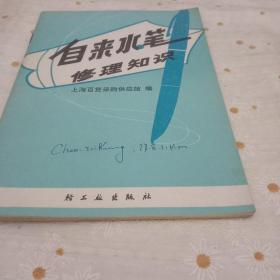 自来水笔
修理知识
上海百货采购供应站 编
轻工业出版社